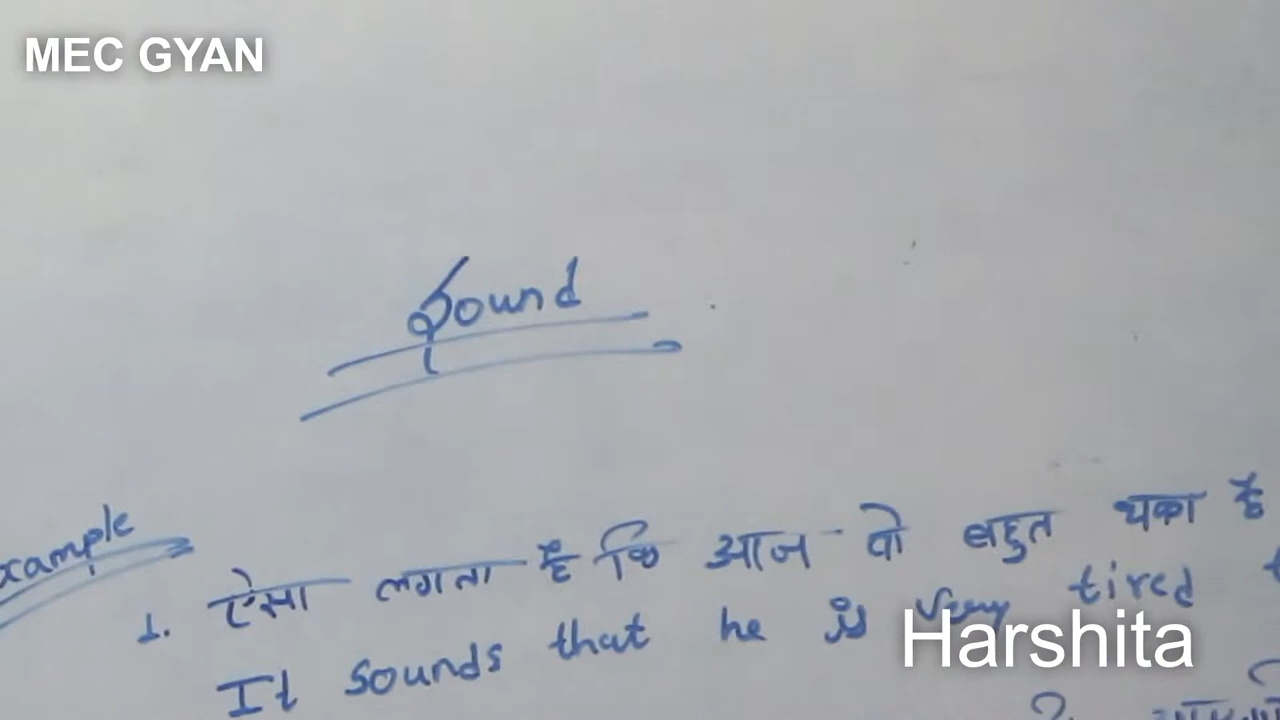 MEC GYAN
Sound
xample
1. ऐसा लगता है कि आज वो बहुत थका है
It sounds that he is very tired t
Harshita